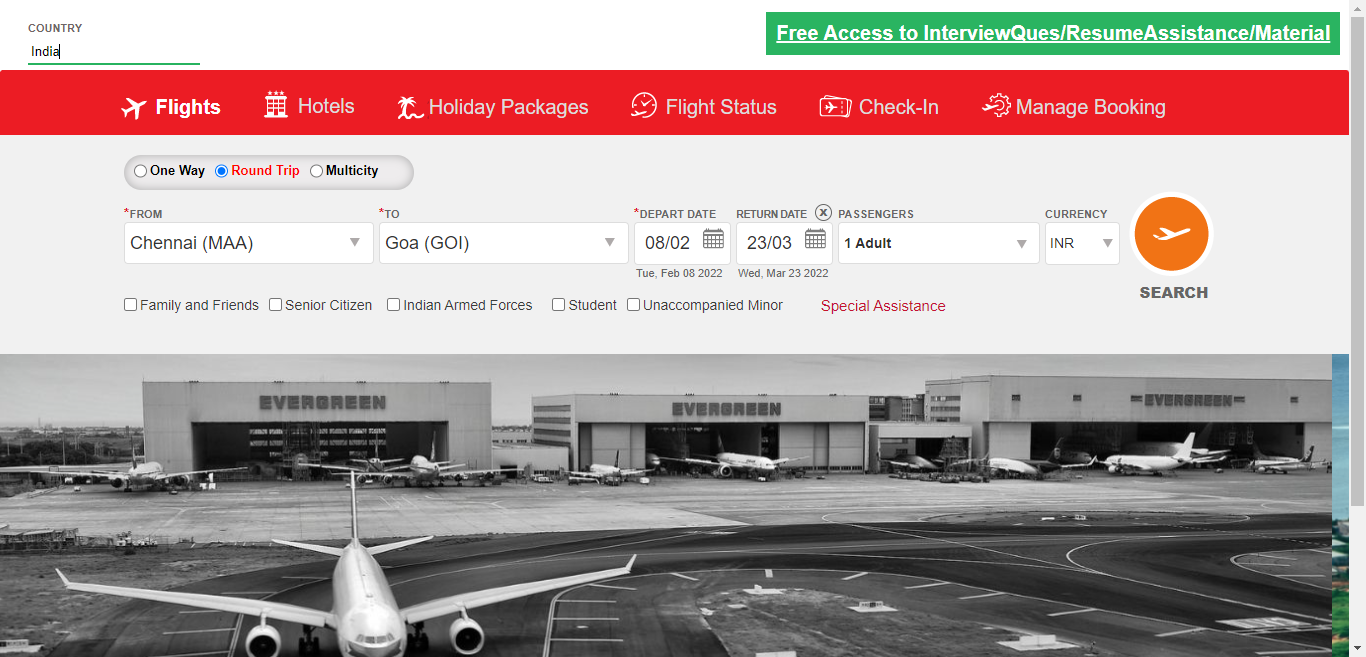 COUNTRY
India
Free Access to InterviewQues/ResumeAssistance/Material
Flights Hotels Holiday Packages Flight Status Check-In Manage Booking
One Way Round Trip Multicity
*FROM *TO *DEPART DATE RETURN DATE X PASSENGERS CURRENCY
Chennai (MAA) Goa (GOI) 08/02 23/03 1 Adult INR
Tue, Feb 08 2022 Wed, Mar 23 2022
SEARCH
Family and Friends Senior Citizen Indian Armed Forces Student Unaccompanied Minor Special Assistance
EVERGREEN EVERGREEN EVERGREEN